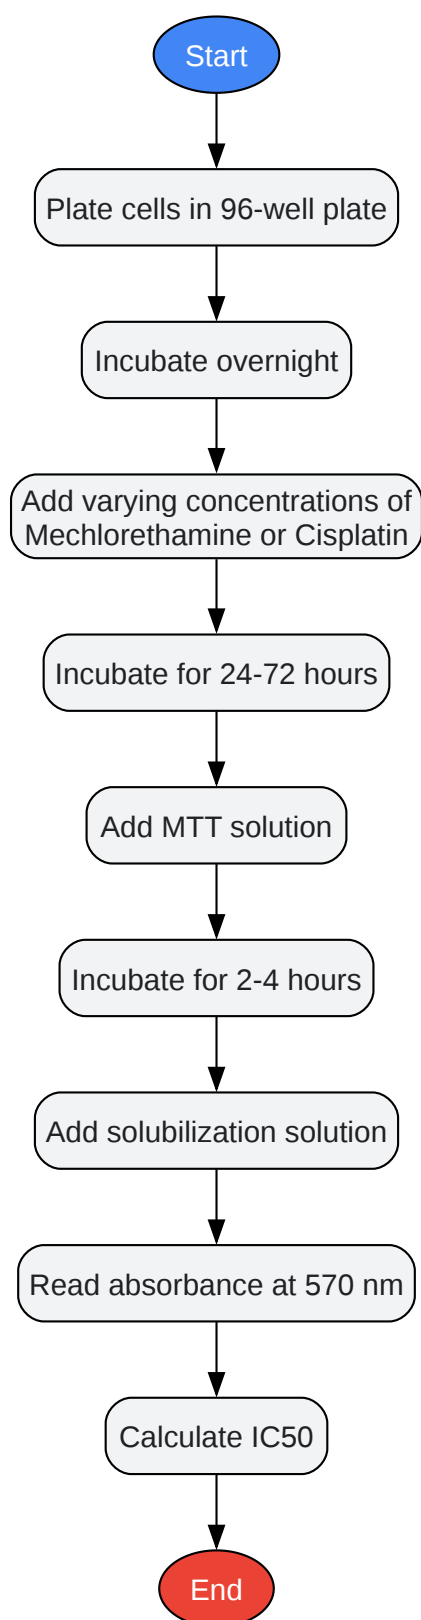 Start
Plate cells in 96-well plate
Incubate overnight
Add varying concentrations of
Mechlorethamine or Cisplatin
Incubate for 24-72 hours
Add MTT solution
Incubate for 2-4 hours
Add solubilization solution
Read absorbance at 570 nm
Calculate IC50
End